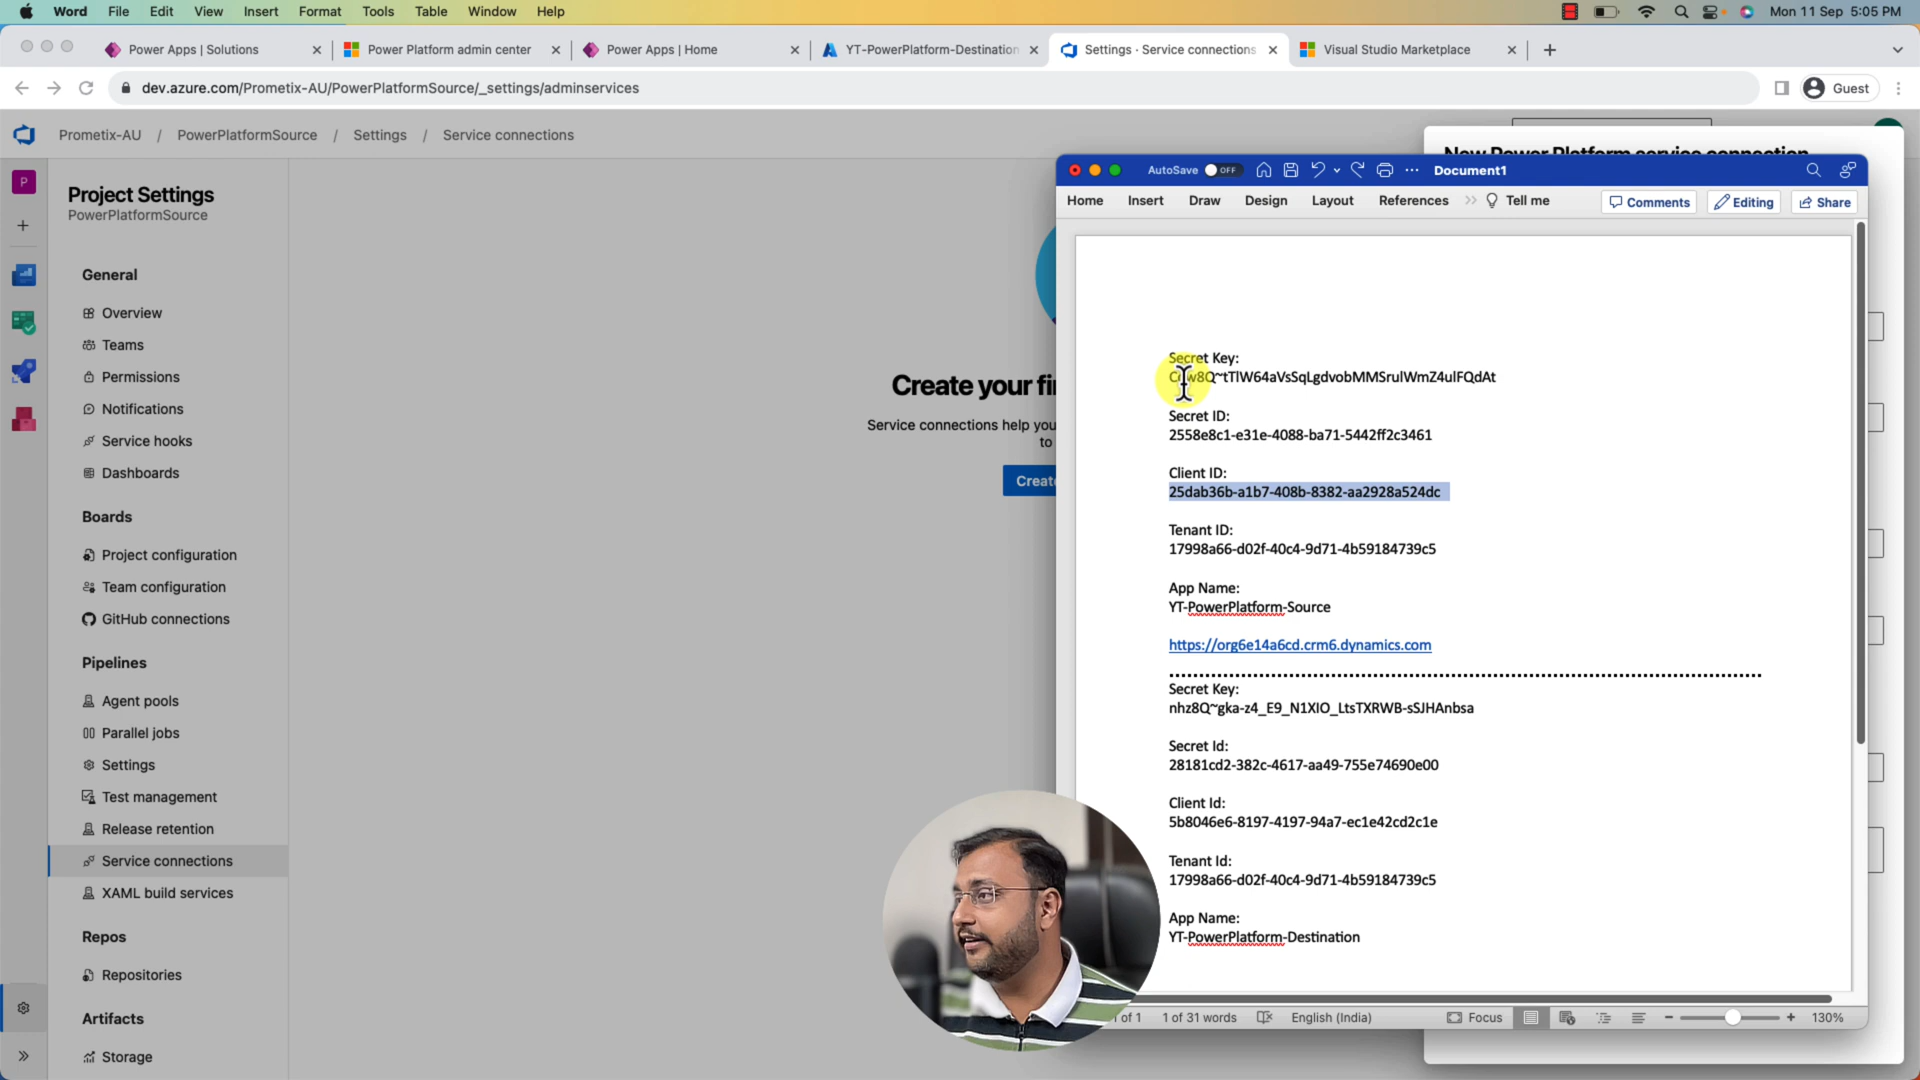 Word File Edit View Insert Format Tools Table Window Help Mon 11 Sep 5:05 PM
Power Apps | Solutions Power Platform admin center Power Apps | Home YT-PowerPlatform-Destination Settings · Service connections Visual Studio Marketplace
dev.azure.com/Prometix-AU/PowerPlatformSource/_settings/adminservices Guest
Prometix-AU / PowerPlatformSource / Settings / Service connections
New Power Platform service connection
P
Project Settings
PowerPlatformSource
General
Overview
Teams
Permissions
Notifications
Service hooks
Dashboards
Boards
Project configuration
Team configuration
GitHub connections
Pipelines
Agent pools
Parallel jobs
Settings
Test management
Release retention
Service connections
XAML build services
Repos
Repositories
Artifacts
Storage
Create your
Service connections help you
to
AutoSave OFF Document1
Home Insert Draw Design Layout References Tell me Comments Editing Share
Secret Key:
Secret ID:
2558e8c1-e31e-4088-ba71-5442ff2c3461
Client ID:
25dab36b-a1b7-408b-8382-aa2928a524dc
Tenant ID:
17998a66-d02f-40c4-9d71-4b59184739c5
App Name:
YT-PowerPlatform-Source
https://org6e14a6cd.crm6.dynamics.com
Secret Key:
nhz8Q~gka-z4_E9_N1XIO_LtsTXRWB-sSJHAnbsa
Secret Id:
28181cd2-382c-4617-aa49-755e74690e00
Client Id:
5b8046e6-8197-4197-94a7-ec1e42cd2c1e
Tenant Id:
17998a66-d02f-40c4-9d71-4b59184739c5
App Name:
YT-PowerPlatform-Destination
of 1 1 of 31 words English (India) Focus 130%